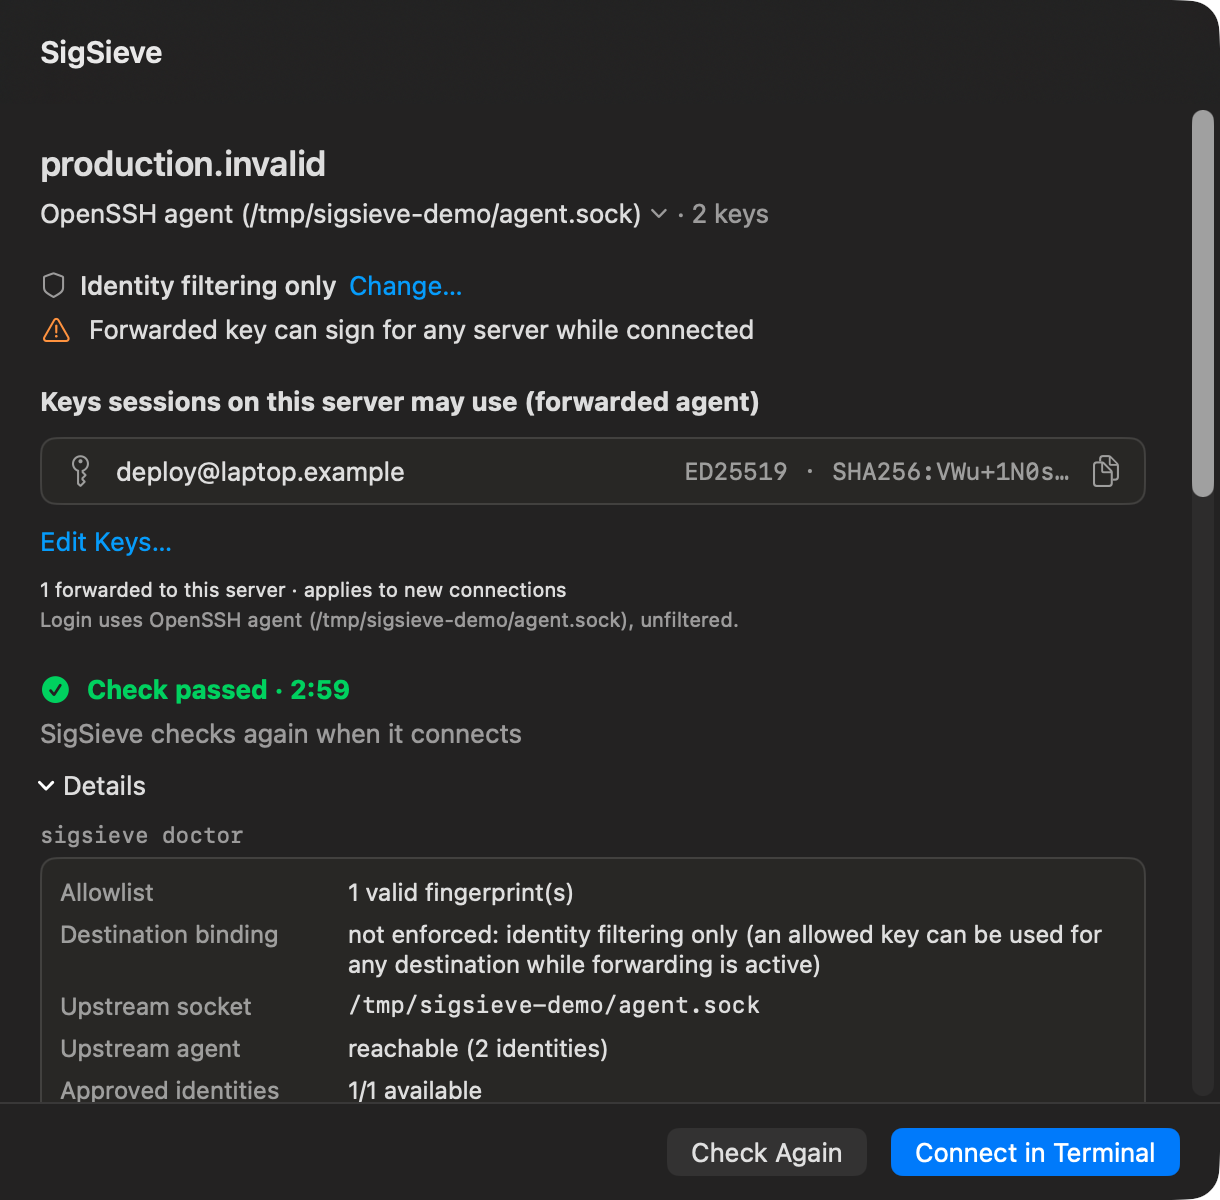 SigSieve
production.invalid
OpenSSH agent (/tmp/sigsieve-demo/agent.sock) · 2 keys
Identity filtering only Change...
Forwarded key can sign for any server while connected
Keys sessions on this server may use (forwarded agent)
deploy@laptop.example ED25519 · SHA256:VWu+1N0s…
Edit Keys...
1 forwarded to this server · applies to new connections
Login uses OpenSSH agent (/tmp/sigsieve-demo/agent.sock), unfiltered.
Check passed · 2:59
SigSieve checks again when it connects
Details
sigsieve doctor
Allowlist 1 valid fingerprint(s)
Destination binding not enforced: identity filtering only (an allowed key can be used for
any destination while forwarding is active)
Upstream socket /tmp/sigsieve-demo/agent.sock
Upstream agent reachable (2 identities)
Approved identities 1/1 available
Check Again Connect in Terminal